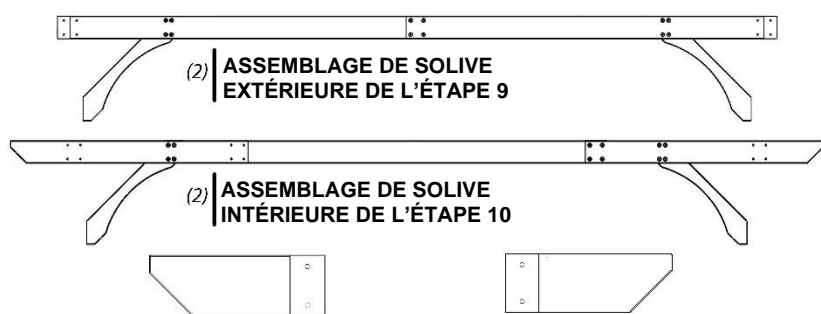 (2) ASSEMBLAGE DE SOLIVE
EXTÉRIEURE DE L'ÉTAPE 9
(2) ASSEMBLAGE DE SOLIVE
INTÉRIEURE DE L'ÉTAPE 10